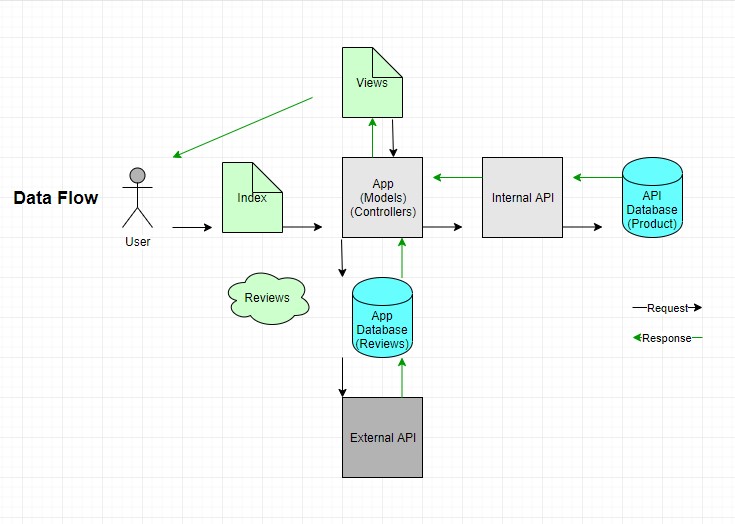 Views
Data Flow
User
Index
App
(Models)
(Controllers)
Internal API
API
Database
(Product)
Reviews
App
Database
(Reviews)
Request
Response
External API